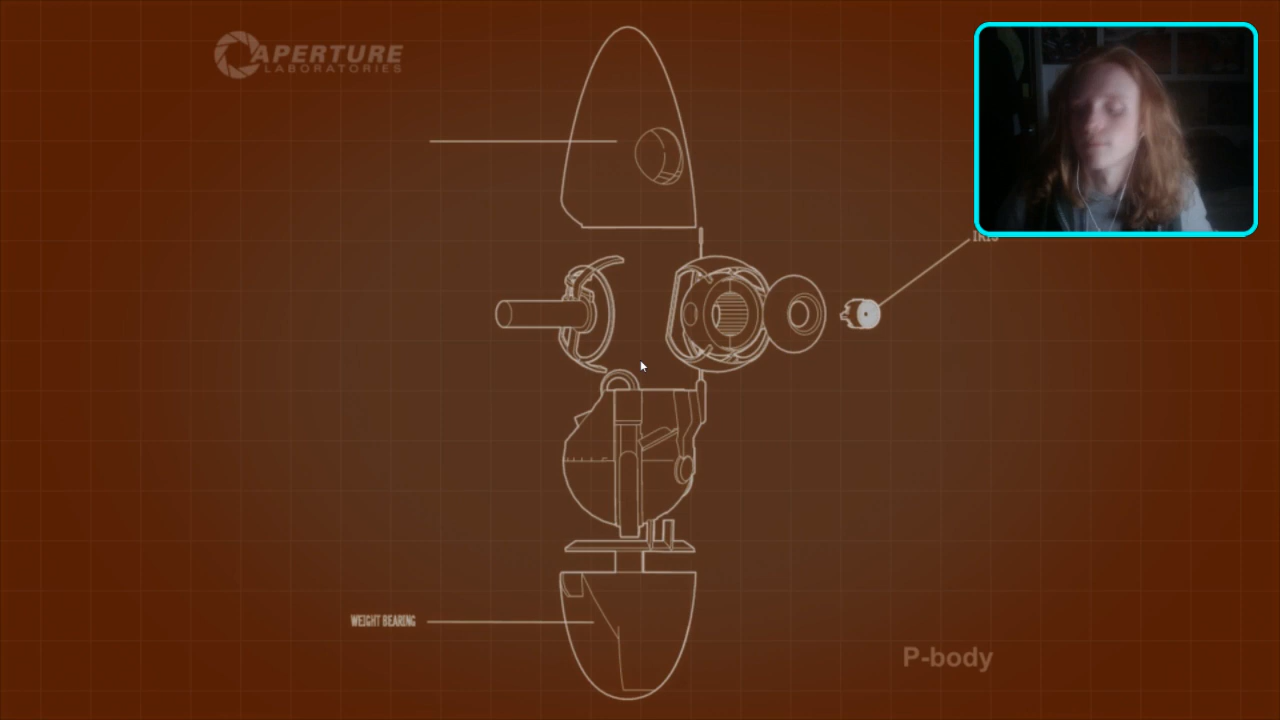 APERTURE
LABORATORIES
IRIS
WEIGHT BEARING
P-body